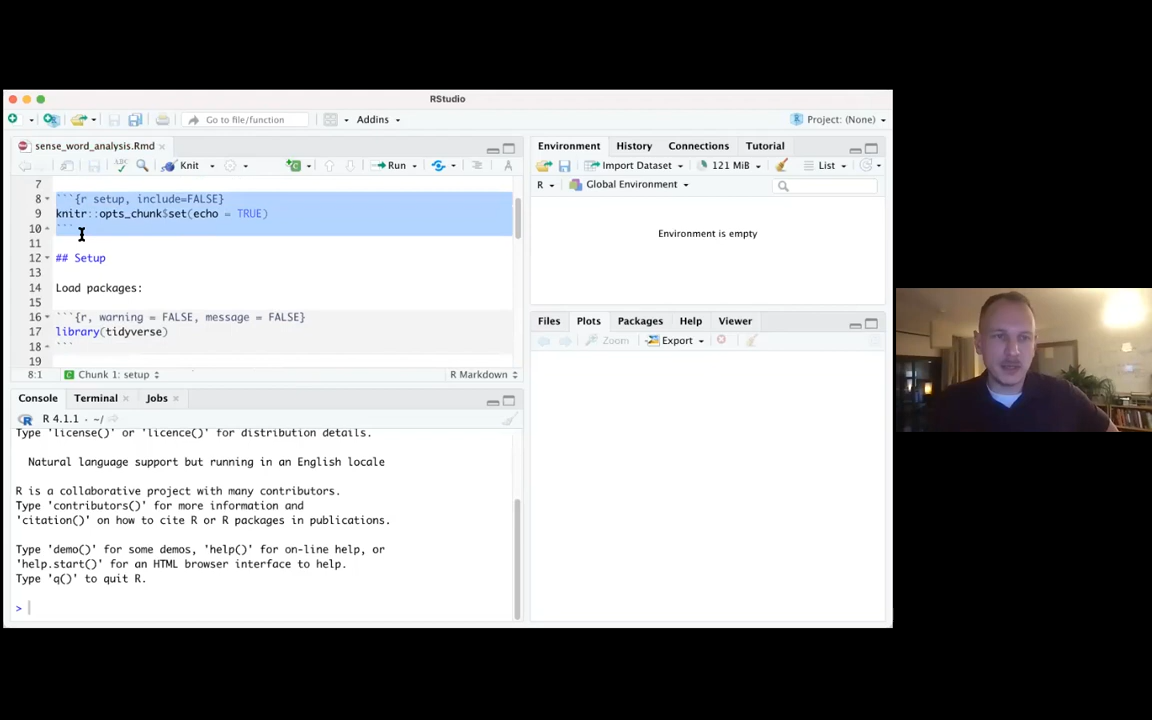 RStudio
Go to file/function
Addins
Project: (None)
sense_word_analysis.Rmd
ABC
Knit
Run
7
8 ```{r setup, include=FALSE}
9 knitr::opts_chunk$set(echo = TRUE)
10 ```
11
12 ## Setup
13
14 Load packages:
15
16 ```{r, warning = FALSE, message = FALSE}
17 library(tidyverse)
18 ```
19
8:1 Chunk 1: setup R Markdown
Console Terminal Jobs
R 4.1.1 · ~/
Type 'license()' or 'licence()' for distribution details.
Natural language support but running in an English locale
R is a collaborative project with many contributors.
Type 'contributors()' for more information and
'citation()' on how to cite R or R packages in publications.
Type 'demo()' for some demos, 'help()' for on-line help, or
'help.start()' for an HTML browser interface to help.
Type 'q()' to quit R.
>
Environment History Connections Tutorial
Import Dataset 121 MiB List
R Global Environment
Environment is empty
Files Plots Packages Help Viewer
Zoom Export